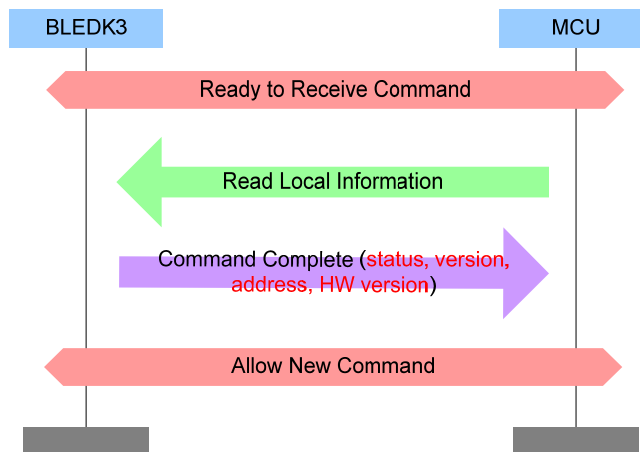 BLEDK3
MCU
Ready to Receive Command
Read Local Information
Command Complete (status, version,
address, HW version)
Allow New Command